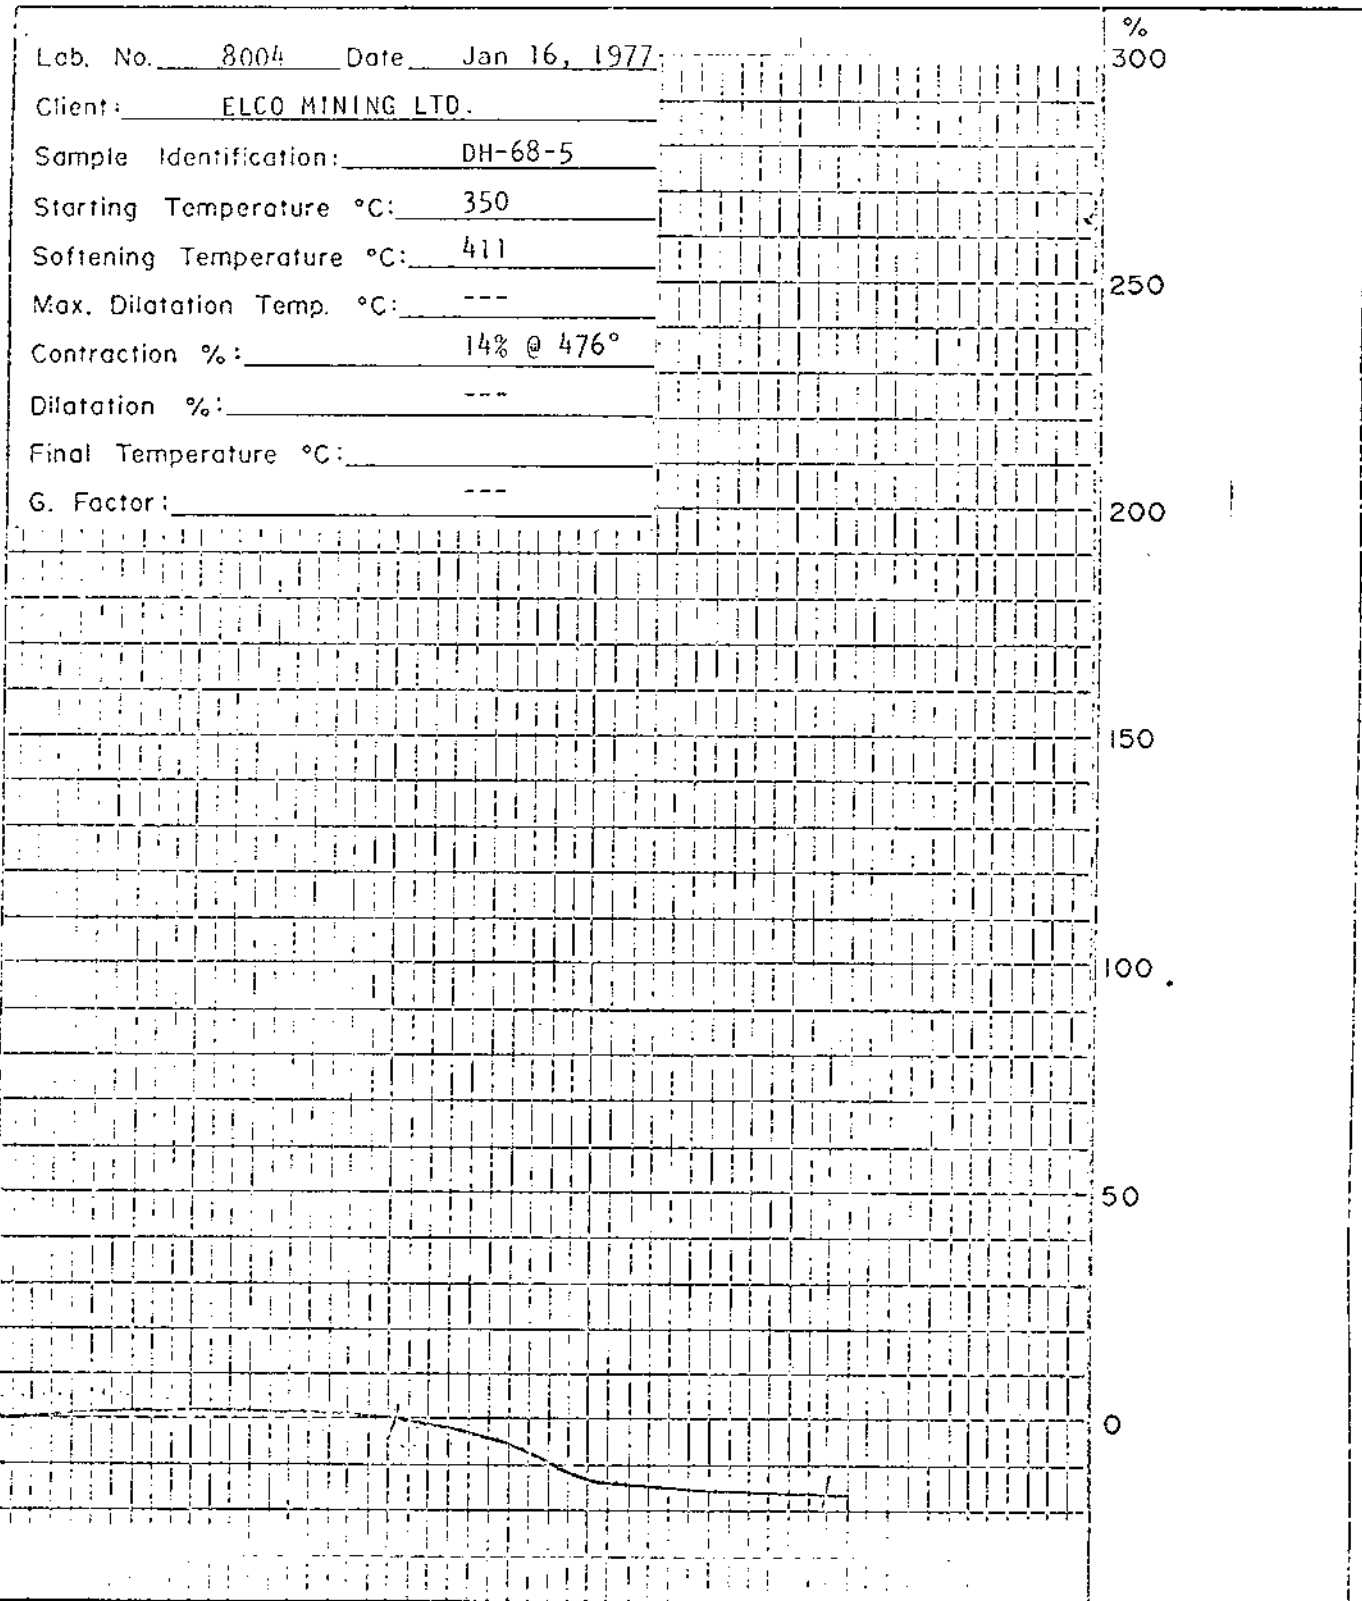 Lab. No. 8004 Date Jan 16, 1977
Client: ELCO MINING LTD.
Sample Identification: DH-68-5
Starting Temperature °C: 350
Softening Temperature °C: 411
Max. Dilatation Temp. °C: ---
Contraction %: 14% @ 476°
Dilatation %: ---
Final Temperature °C:
G. Factor: ---
%
300
250
200
150
100
50
0